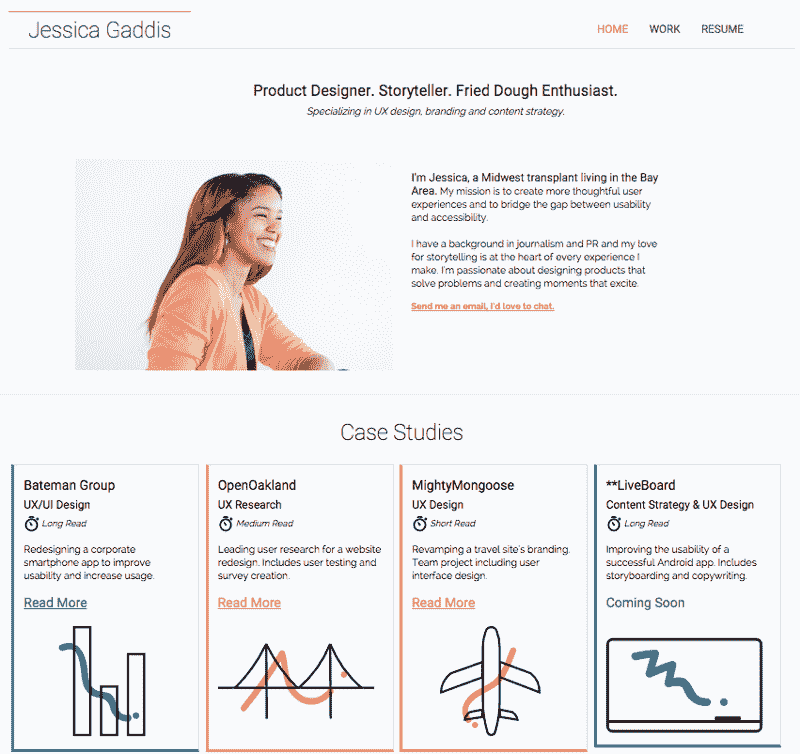 Jessica Gaddis
HOME WORK RESUME
Product Designer. Storyteller. Fried Dough Enthusiast.
Specializing in UX design, branding and content strategy.
I'm Jessica, a Midwest transplant living in the Bay
Area. My mission is to create more thoughtful user
experiences and to bridge the gap between usability
and accessibility.
I have a background in journalism and PR and my love
for storytelling is at the heart of every experience I
make. I'm passionate about designing products that
solve problems and creating moments that excite.
Send me an email, I'd love to chat.
Case Studies
Bateman Group
UX/UI Design
Long Read
Redesigning a corporate
smartphone app to improve
usability and increase usage.
Read More
OpenOakland
UX Research
Medium Read
Leading user research for a website
redesign. Includes user testing and
survey creation.
Read More
MightyMongoose
UX Design
Short Read
Revamping a travel site's branding.
Team project including user
interface design.
Read More
**LiveBoard
Content Strategy & UX Design
Long Read
Improving the usability of a
successful Android app. Includes
storyboarding and copywriting.
Coming Soon